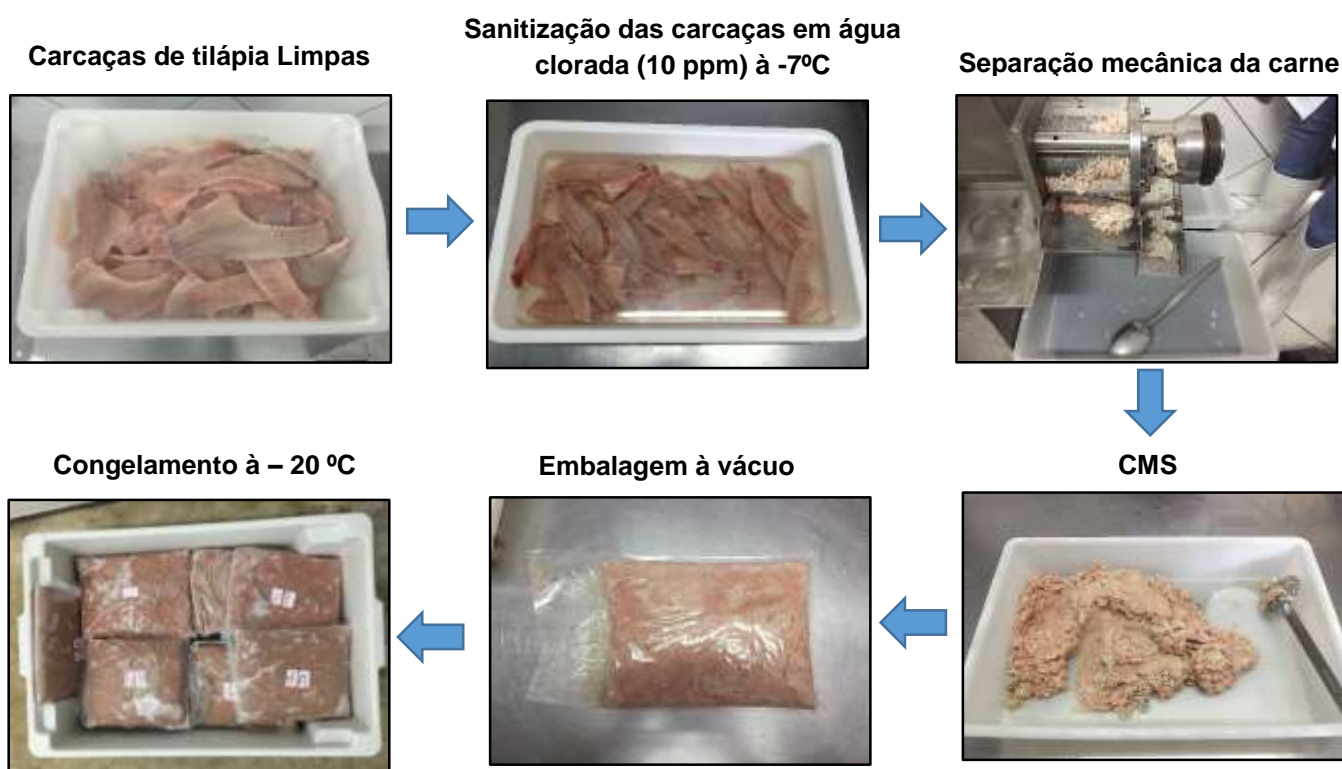 Carcaças de tilápia Limpas
Sanitização das carcaças em água
clorada (10 ppm) à -7ºC
Separação mecânica da carne
CMS
Embalagem à vácuo
Congelamento à – 20 ºC